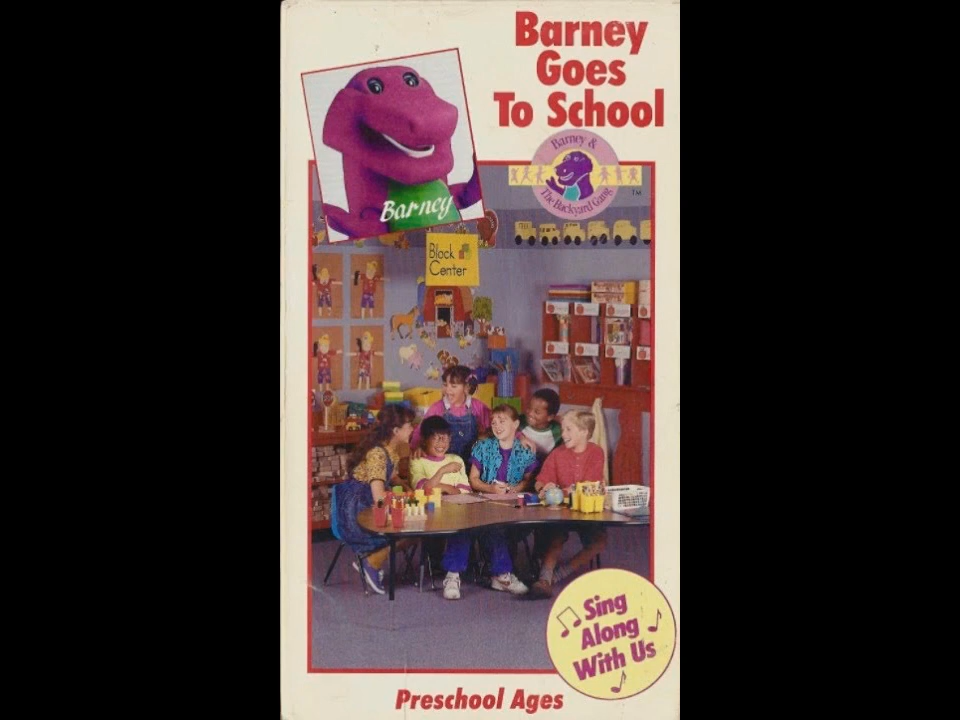 Barney
Goes
To School
Barney
Barney &
The Backyard Gang
TM
Block
Center
Sing
Along
With Us
Preschool Ages